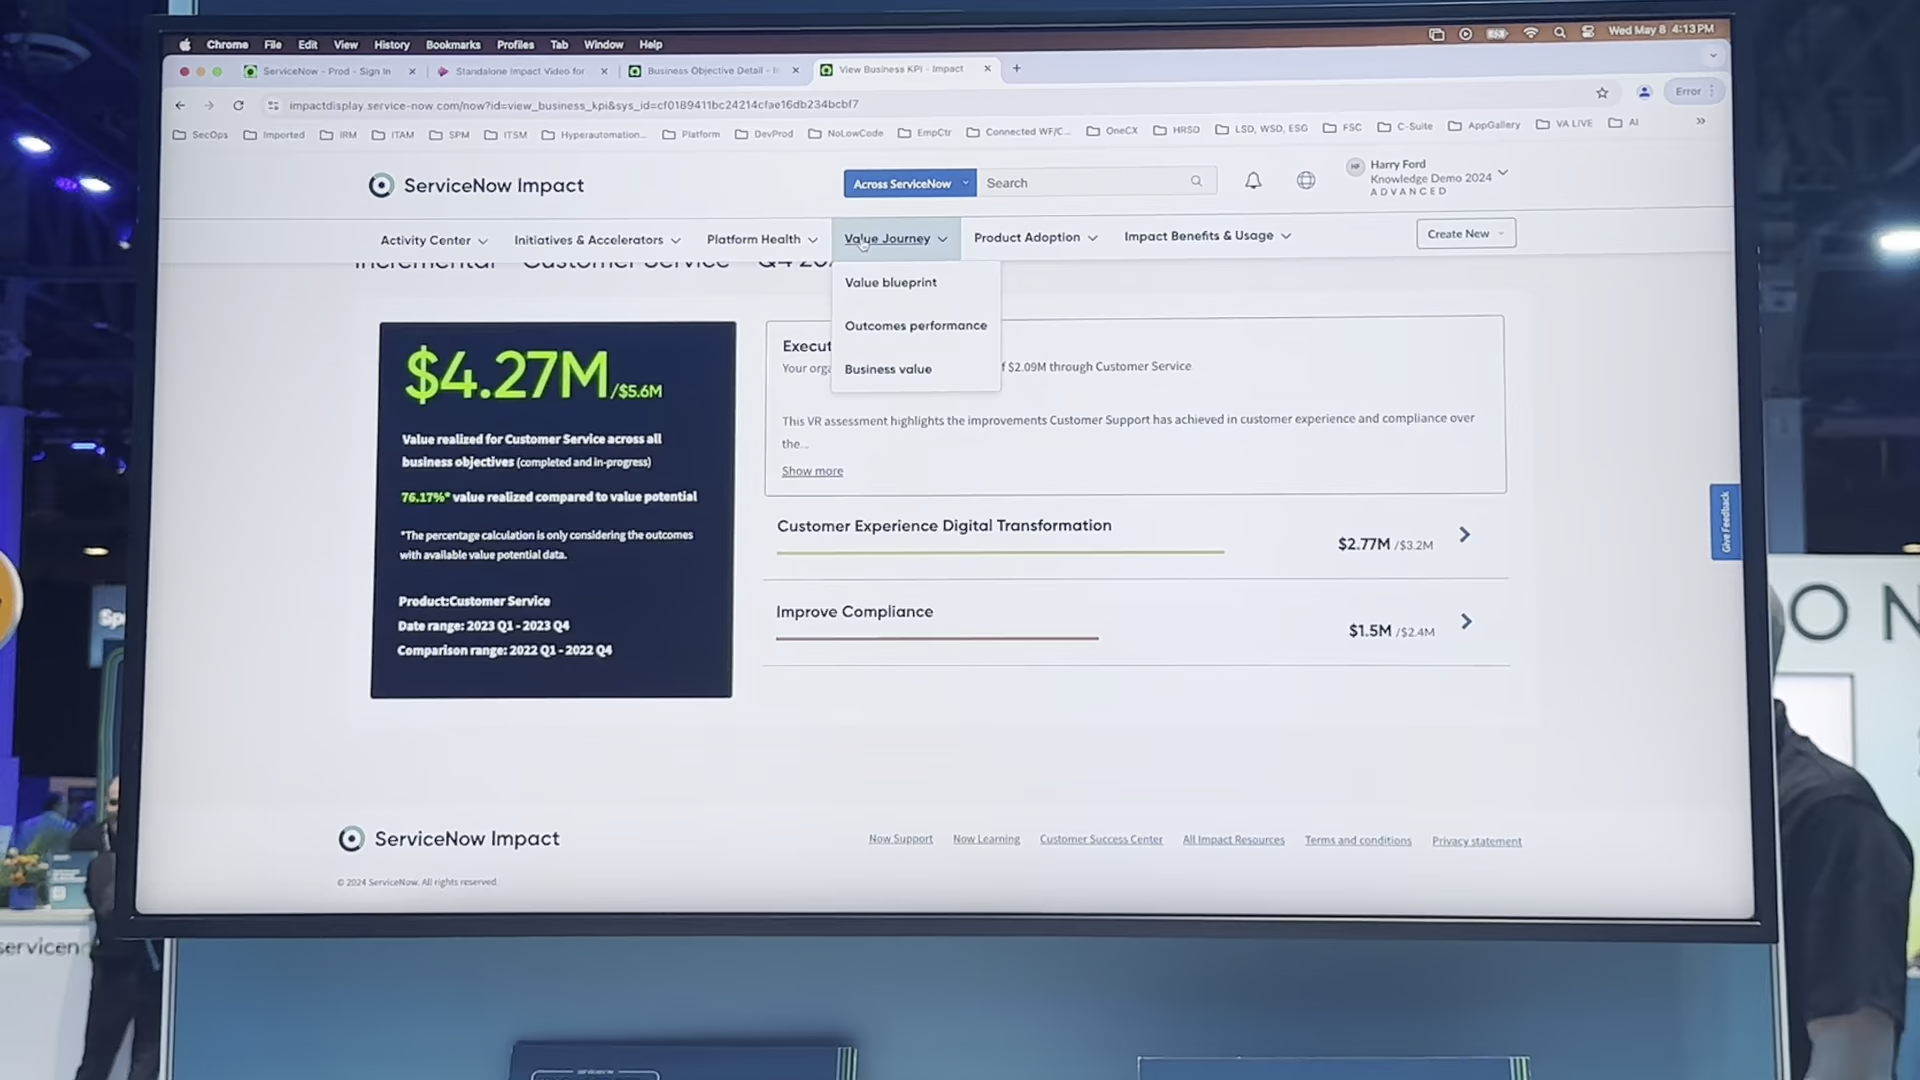 Chrome File Edit View History Bookmarks Profiles Tab Window Help
Wed May 8 4:13PM
ServiceNow - Prod - Sign In
Standalone Impact Video for
Business Objective Detail - I
View Business KPI - Impact
impactdisplay.service-now.com/now?id=view_business_kpi&sys_id=cf0189411bc24214cfae16db234bcbf7
Error
SecOps Imported IRM ITAM SPM ITSM Hyperautomation... Platform DevProd NoLowCode EmpCtr Connected WF/C... OneCX HRSD LSD, WSD, ESG FSC C-Suite AppGallery VA LIVE AI
ServiceNow Impact
Across ServiceNow
Search
HF
Harry Ford
Knowledge Demo 2024
ADVANCED
Activity Center Initiatives & Accelerators Platform Health Value Journey Product Adoption Impact Benefits & Usage
Create New
Incremental - Customer Service - Q4 20
Value blueprint
Outcomes performance
Business value
$4.27M/$5.6M
Value realized for Customer Service across all
business objectives (completed and in-progress)
76.17%* value realized compared to value potential
*The percentage calculation is only considering the outcomes
with available value potential data.
Product:Customer Service
Date range: 2023 Q1 - 2023 Q4
Comparison range: 2022 Q1 - 2022 Q4
Execut
Your orga
f $2.09M through Customer Service
This VR assessment highlights the improvements Customer Support has achieved in customer experience and compliance over
the...
Show more
Customer Experience Digital Transformation
$2.77M /$3.2M
Improve Compliance
$1.5M /$2.4M
Give Feedback
ServiceNow Impact
Now Support Now Learning Customer Success Center All Impact Resources Terms and conditions Privacy statement
© 2024 ServiceNow. All rights reserved.
Sp
ON
servicen